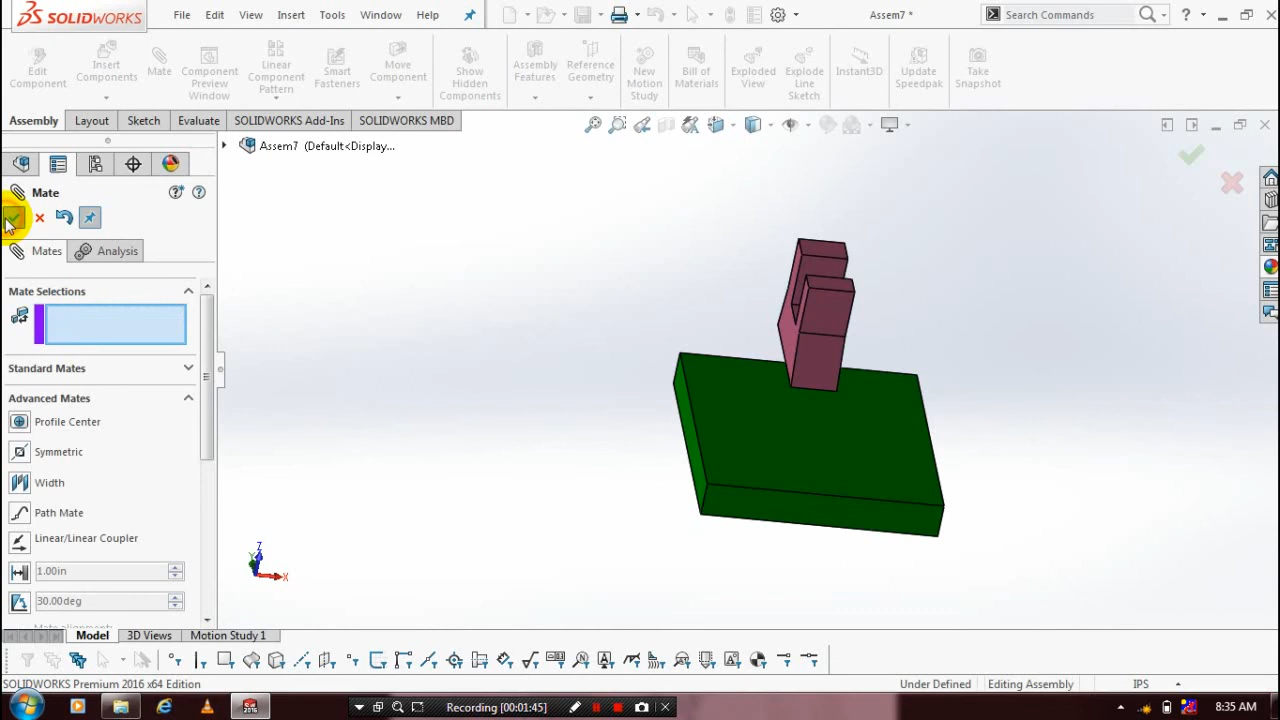 SOLIDWORKS
File Edit View Insert Tools Window Help
Assem7 *
Search Commands
?
Edit Component
Insert Components
Mate
Component Preview Window
Linear Component Pattern
Smart Fasteners
Move Component
Show Hidden Components
Assembly Features
Reference Geometry
New Motion Study
Bill of Materials
Exploded View
Explode Line Sketch
Instant3D
Update Speedpak
Take Snapshot
Assembly Layout Sketch Evaluate SOLIDWORKS Add-Ins SOLIDWORKS MBD
Assem7 (Default<Display...
Mate
Mates Analysis
Mate Selections
Standard Mates
Advanced Mates
Profile Center
Symmetric
Width
Path Mate
Linear/Linear Coupler
1.00in
30.00deg
Mate alignment:
Z
Y
X
Model 3D Views Motion Study 1
SOLIDWORKS Premium 2016 x64 Edition
Under Defined Editing Assembly IPS
Recording [00:01:45]
8:35 AM